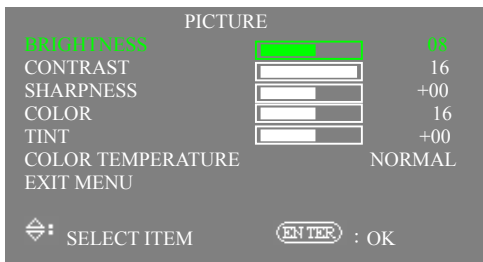 PICTURE
BRIGHTNESS 08
CONTRAST 16
SHARPNESS +00
COLOR 16
TINT +00
COLOR TEMPERATURE NORMAL
EXIT MENU
: SELECT ITEM ENTER : OK